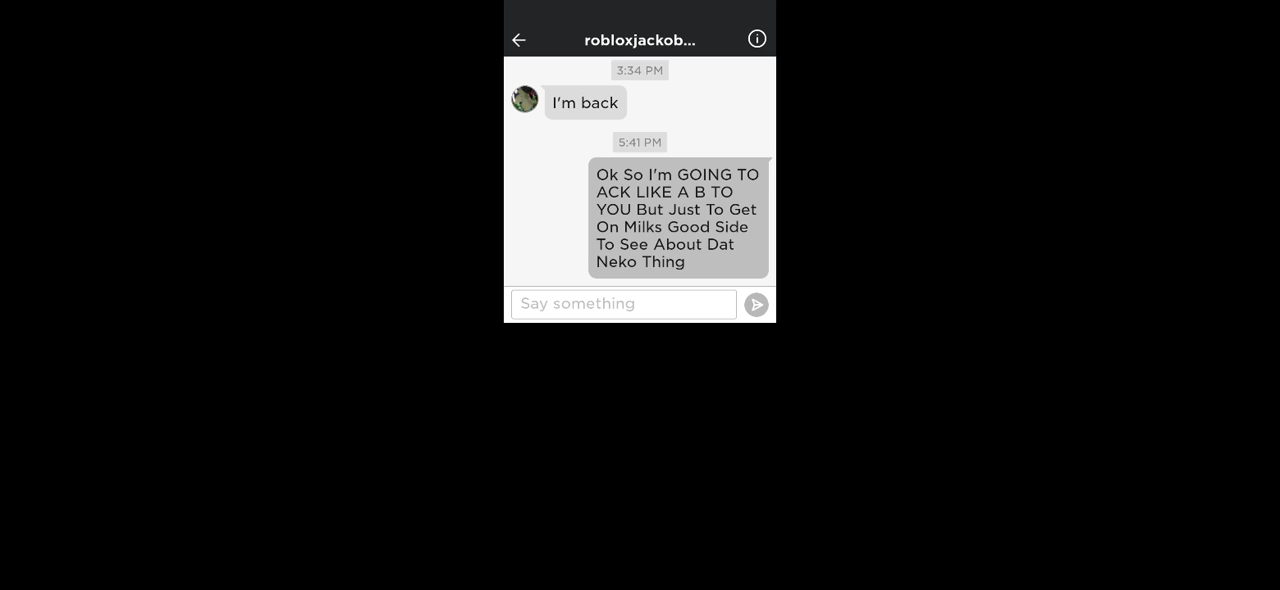 robloxjackob...
3:34 PM
I'm back
5:41 PM
Ok So I'm GOING TO
ACK LIKE A B TO
YOU But Just To Get
On Milks Good Side
To See About Dat
Neko Thing
Say something